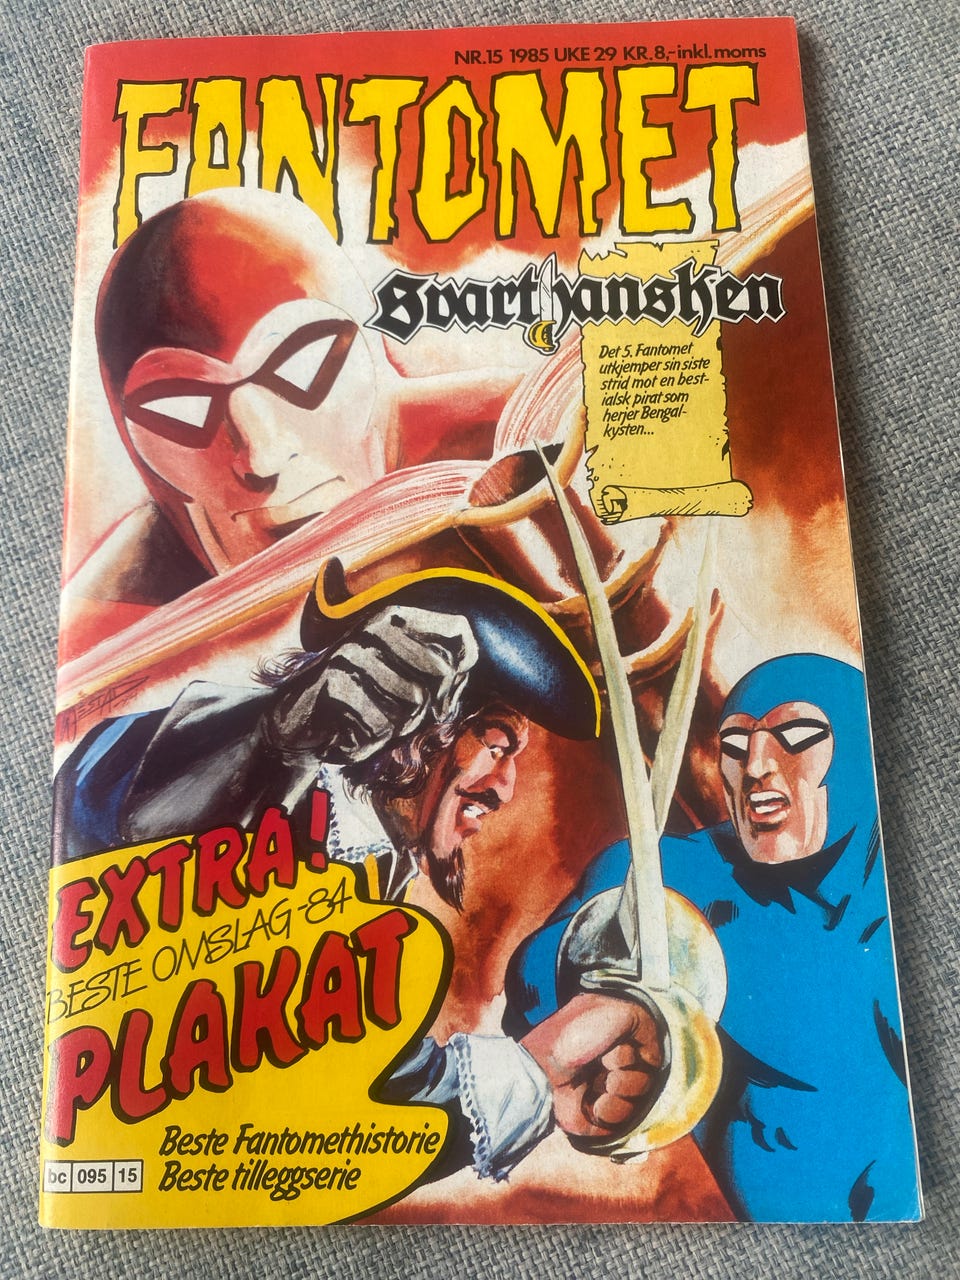 NR.15 1985 UKE 29 KR.8,-inkl.moms
FANTOMET
Svarthansken
Det 5. Fantomet
utkjemper sin siste
strid mot en best-
ialsk pirat som
herjer Bengal-
kysten...
EXTRA!
BESTE OMSLAG -84
PLAKAT
Beste Fantomethistorie
Beste tilleggserie
bc 095 15